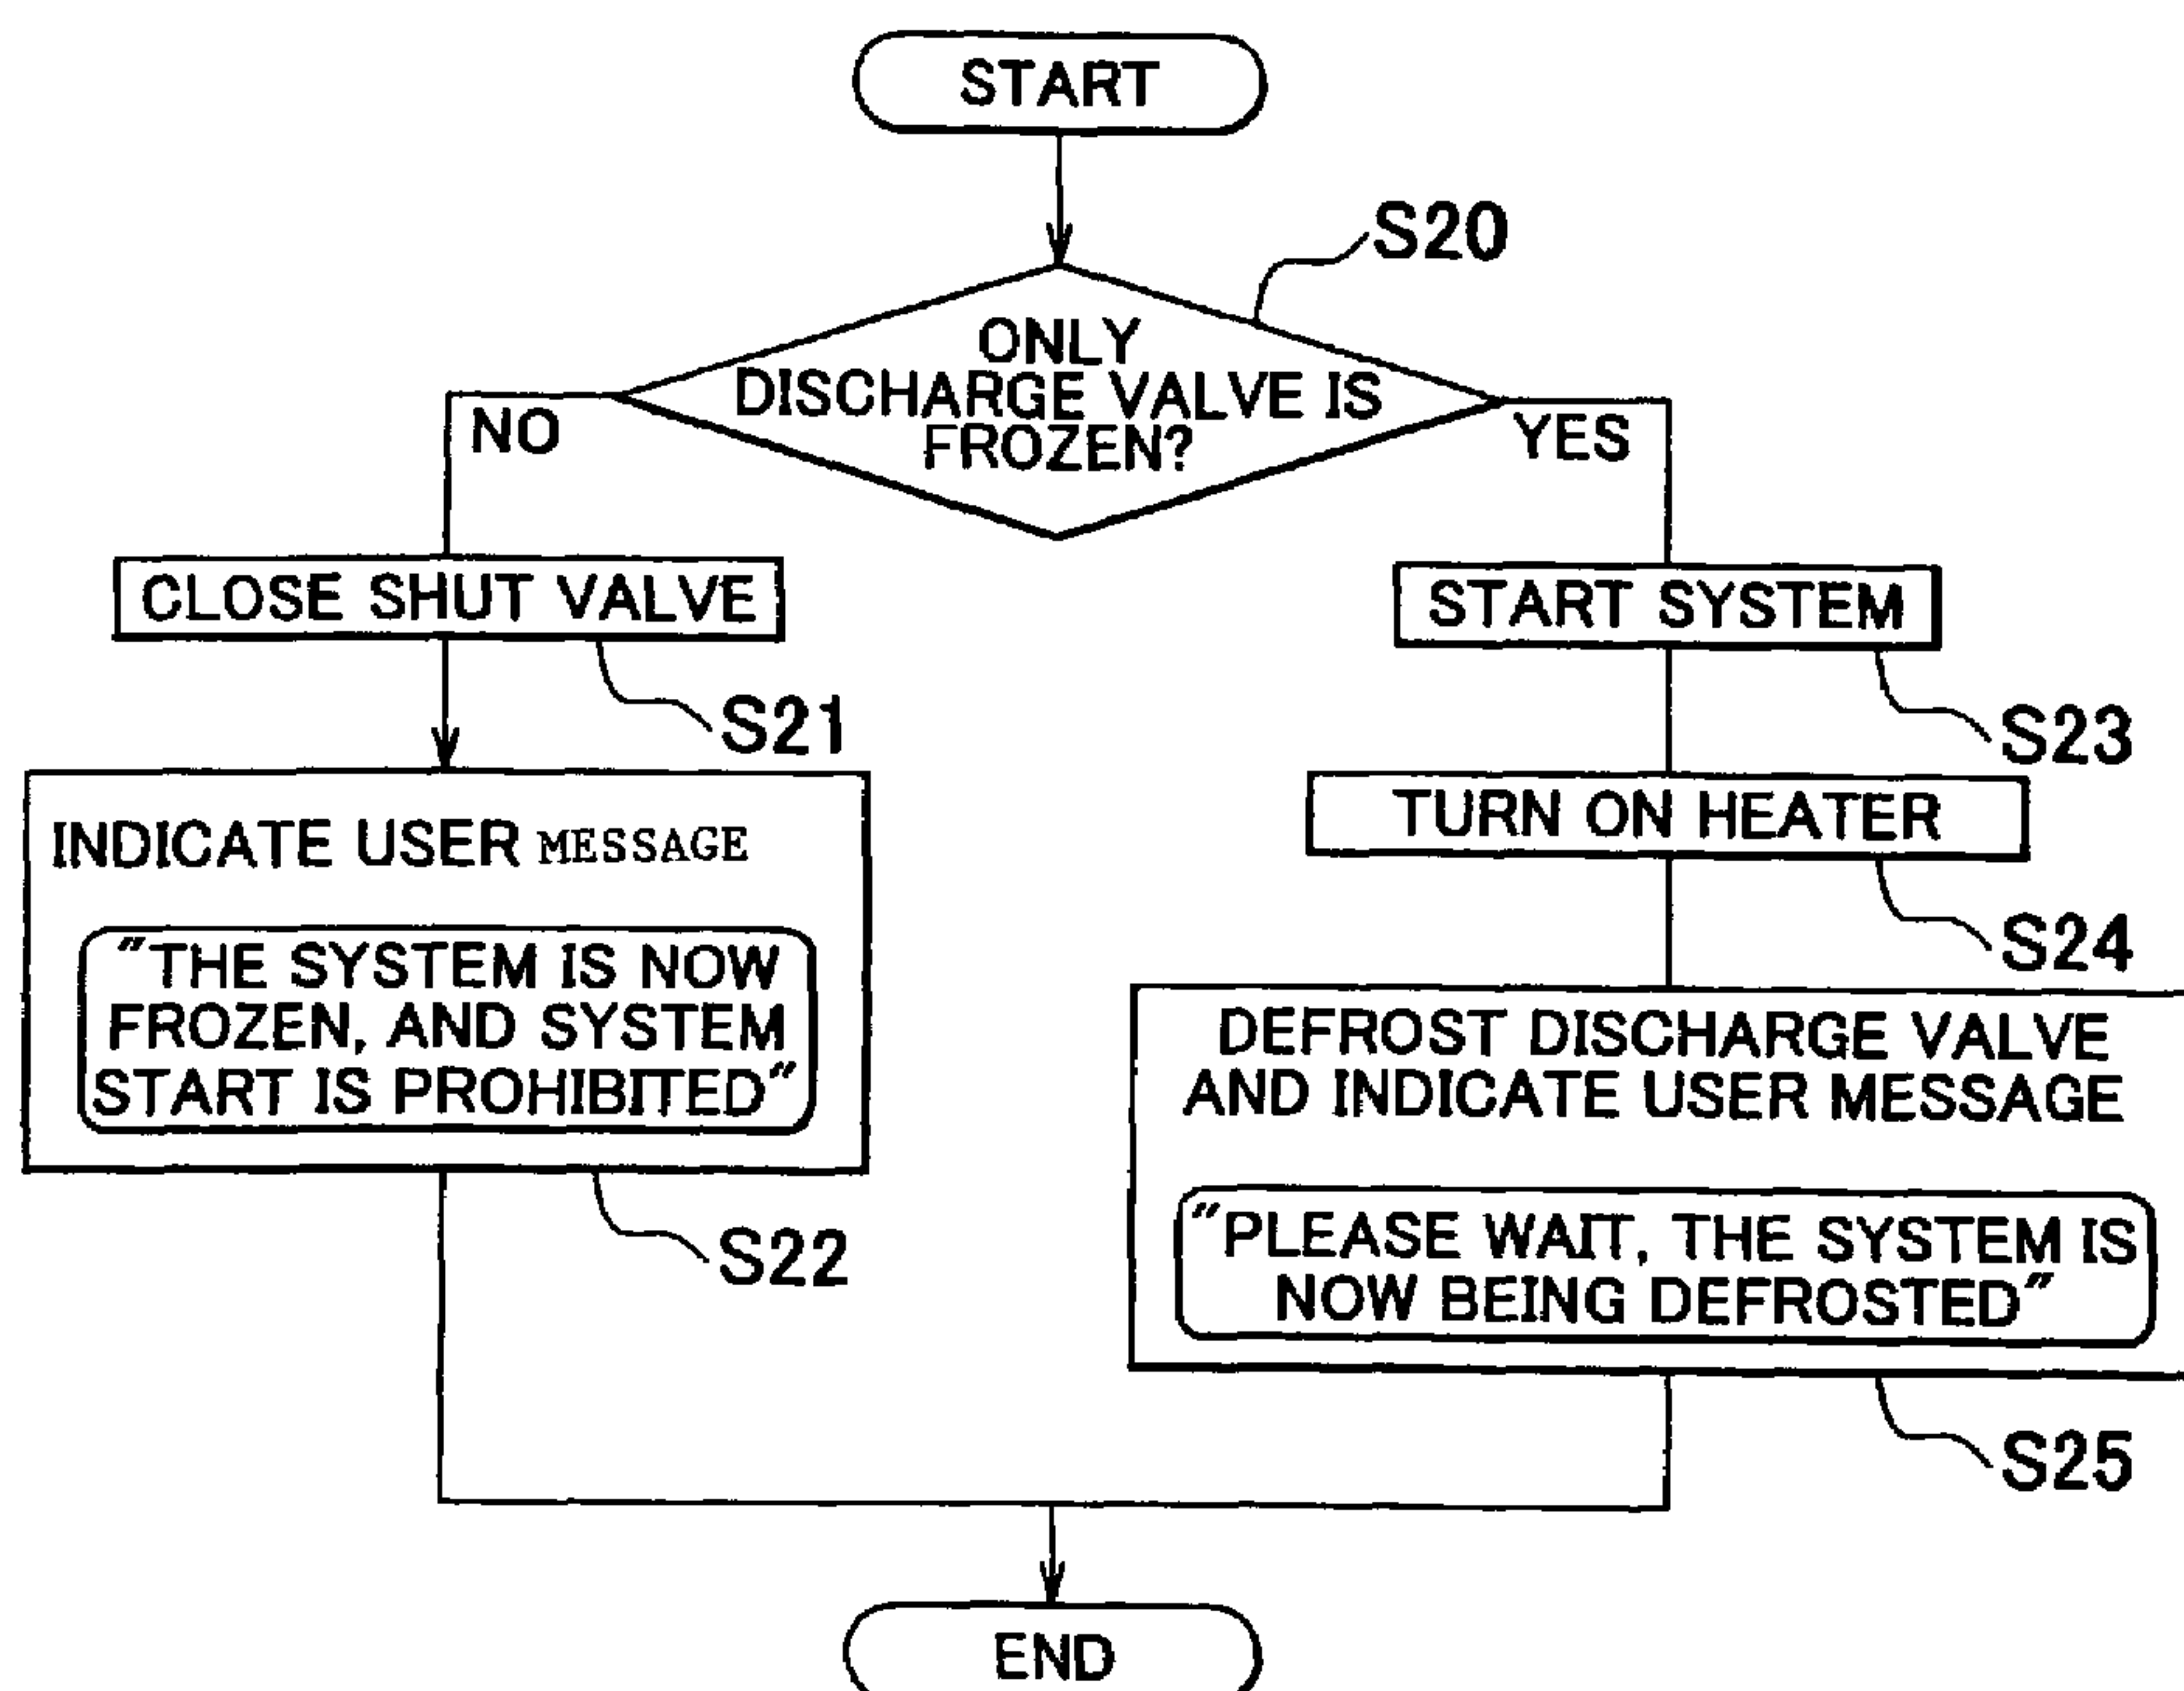 START
S20
ONLY
DISCHARGE VALVE IS
FROZEN?
NO
YES
CLOSE SHUT VALVE
S21
INDICATE USER MESSAGE
"THE SYSTEM IS NOW
FROZEN, AND SYSTEM
START IS PROHIBITED"
S22
START SYSTEM
S23
TURN ON HEATER
S24
DEFROST DISCHARGE VALVE
AND INDICATE USER MESSAGE
"PLEASE WAIT, THE SYSTEM IS
NOW BEING DEFROSTED"
S25
END